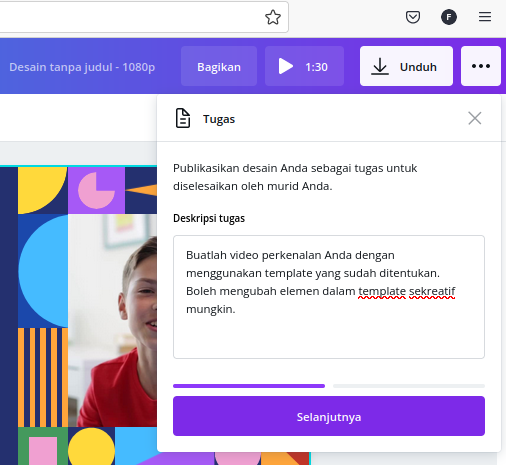 F
Desain tanpa judul - 1080p
Bagikan
1:30
Unduh
Tugas
Publikasikan desain Anda sebagai tugas untuk
diselesaikan oleh murid Anda.
Deskripsi tugas
Buatlah video perkenalan Anda dengan
menggunakan template yang sudah ditentukan.
Boleh mengubah elemen dalam template sekreatif
mungkin.
Selanjutnya